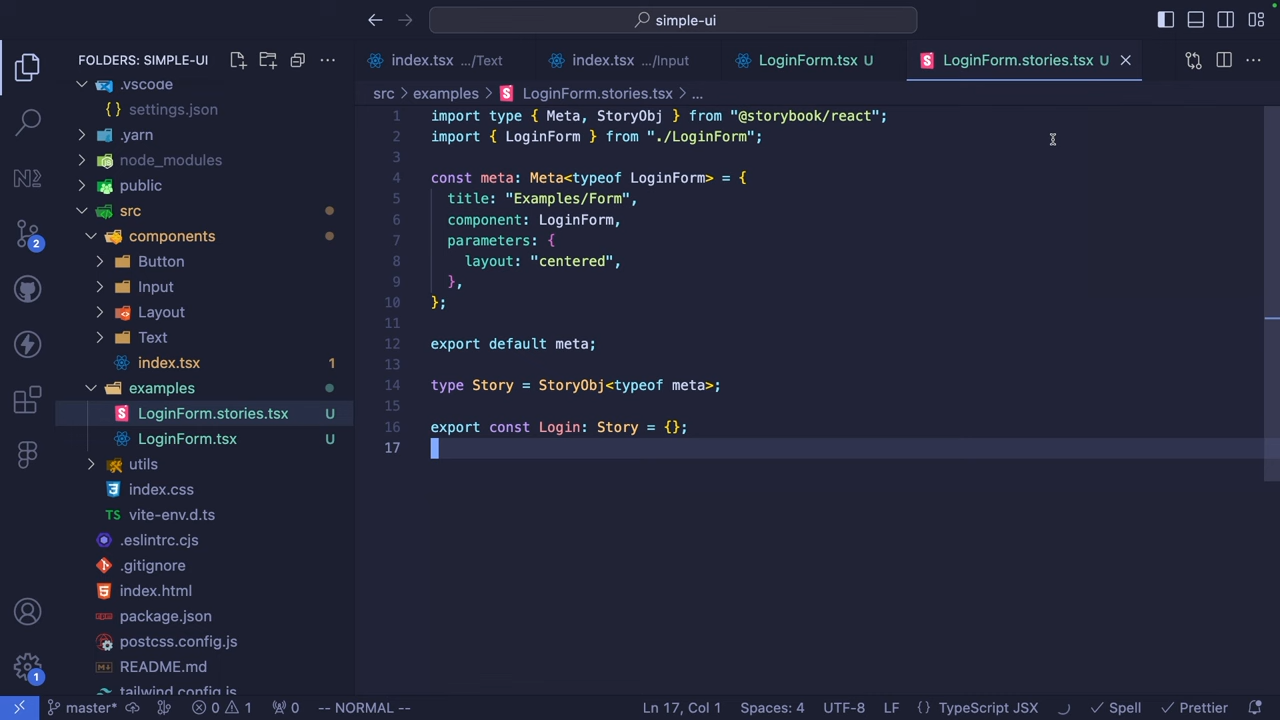 simple-ui
FOLDERS: SIMPLE-UI
.vscode
{} settings.json
.yarn
node_modules
public
src
components
Button
Input
Layout
Text
index.tsx 1
examples
LoginForm.stories.tsx U
LoginForm.tsx U
utils
index.css
TS vite-env.d.ts
.eslintrc.cjs
.gitignore
index.html
package.json
postcss.config.js
README.md
tailwind.config.js
2
1
index.tsx .../Text
index.tsx .../Input
LoginForm.tsx U
LoginForm.stories.tsx U
src > examples > LoginForm.stories.tsx > ...
1 import type { Meta, StoryObj } from "@storybook/react";
2 import { LoginForm } from "./LoginForm";
3
4 const meta: Meta<typeof LoginForm> = {
5 title: "Examples/Form",
6 component: LoginForm,
7 parameters: {
8 layout: "centered",
9 },
10 };
11
12 export default meta;
13
14 type Story = StoryObj<typeof meta>;
15
16 export const Login: Story = {};
17
master* 0 1 0 -- NORMAL -- Ln 17, Col 1 Spaces: 4 UTF-8 LF {} TypeScript JSX Spell Prettier